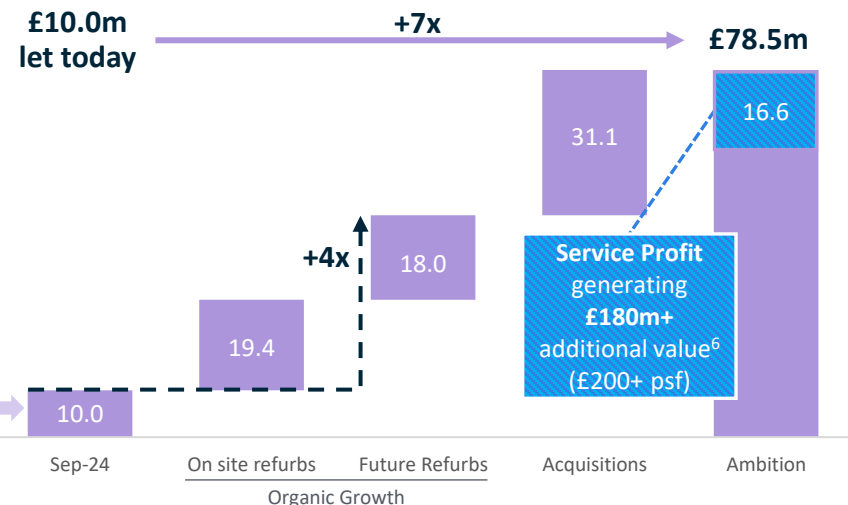 £10.0m
let today
+7x
£78.5m
16.6
31.1
+4x
18.0
Service Profit
generating
£180m+
additional value6
(£200+ psf)
19.4
10.0
Sep-24
On site refurbs
Future Refurbs
Acquisitions
Ambition
Organic Growth